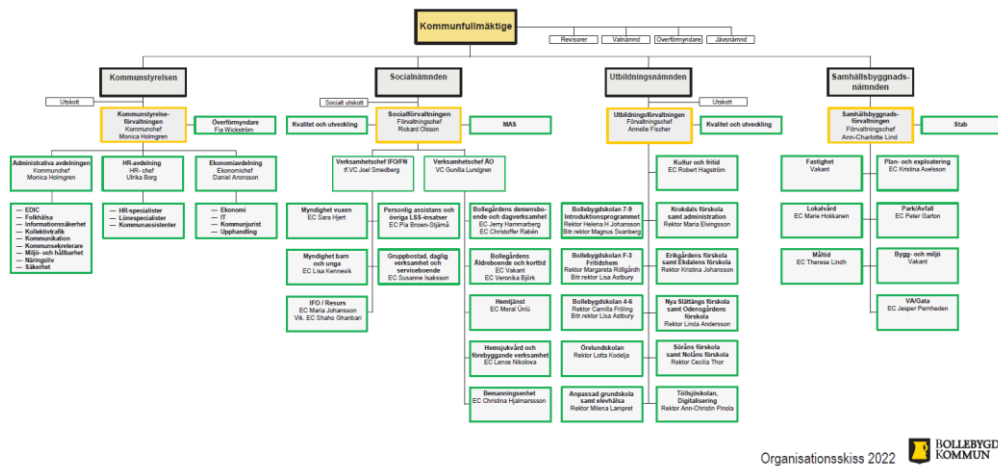 Kommunfullmäktige
Revisorer
Valnämnd
Överförmyndare
Jävsnämnd
Kommunstyrelsen
Socialnämnden
Utbildningsnämnden
Samhällsbyggnads-
nämnden
Utskott
Socialt utskott
Utskott
Kommunstyrelse-
förvaltningen
Kommunchef
Monica Holmgren
Överförmyndare
Fia Wickström
Kvalitet och utveckling
Socialförvaltningen
Förvaltningschef
Rickard Olsson
MAS
Utbildningsförvaltningen
Förvaltningschef
Annelie Fischer
Kvalitet och utveckling
Samhällsbyggnads-
förvaltningen
Förvaltningschef
Ann-Charlotte Lind
Stab
Administrativa avdelningen
Kommunchef
Monica Holmgren
HR-avdelning
HR- chef
Ulrika Borg
Ekonomiavdelning
Ekonomichef
Daniel Aronsson
— EDIC
— Folkhälsa
— Informationssäkerhet
— Kollektivtrafik
— Kommunikation
— Kommunsekreterare
— Miljö- och hållbarhet
— Näringsliv
— Säkerhet
— HR-specialister
— Lönespecialister
— Kommunassistenter
— Ekonomi
— IT
— Kommunjurist
— Upphandling
Verksamhetschef IFO/FN
tf.VC Joel Smedberg
Verksamhetschef ÄO
VC Gunilla Lundgren
Myndighet vuxen
EC Sara Hjert
Myndighet barn och
unga
EC Lisa Kennevik
IFO / Resurs
EC Maria Johansson
Vik. EC Shaho Ghanbari
Personlig assistans och
övriga LSS-insatser
EC Pia Brown-Stjärnå
Gruppbostad, daglig
verksamhet och
serviceboende
EC Susanne Isaksson
Bollegårdens demensbo-
ende och dagverksamhet
EC Jerry Hammarberg
EC Christoffer Rabén
Bollegårdens
Äldreboende och korttid
EC Vakant
EC Veronika Björk
Hemtjänst
EC Meral Ünlü
Hemsjukvård och
förebyggande verksamhet
EC Lenoe Nikolova
Bemanningsenhet
EC Christina Hjalmarsson
Kultur och fritid
EC Robert Hagström
Bollebygdskolan 7-9
Introduktionsprogrammet
Rektor Helena H Johansson
Bitr.rektor Magnus Svanberg
Krokdals förskola
samt administration
Rektor Maria Elvingsson
Bollebygdskolan F-3
Fritidshem
Rektor Margareta Röllgårdh
Bitr.rektor Lisa Astbury
Erikgårdens förskola
samt Ekdalens förskola
Rektor Kristina Johansson
Bollebygdskolan 4-6
Rektor Camilla Fröling
Bitr.rektor Lisa Astbury
Nya Slättängs förskola
samt Odensgårdens
förskola
Rektor Linda Andersson
Örelundskolan
Rektor Lotta Kodelja
Söråns förskola
samt Nolåns förskola
Rektor Cecilia Thor
Anpassad grundskola
samt elevhälsa
Rektor Milena Lampret
Töllsjöskolan,
Digitalisering
Rektor Ann-Christin Pinola
Fastighet
Vakant
Plan- och exploatering
EC Kristina Axelsson
Lokalvård
EC Marie Hokkanen
Park/Avfall
EC Peter Garton
Måltid
EC Therese Lindh
Bygg- och miljö
Vakant
VA/Gata
EC Jesper Pernheden
Organisationsskiss 2022
BOLLEBYGD
KOMMUN